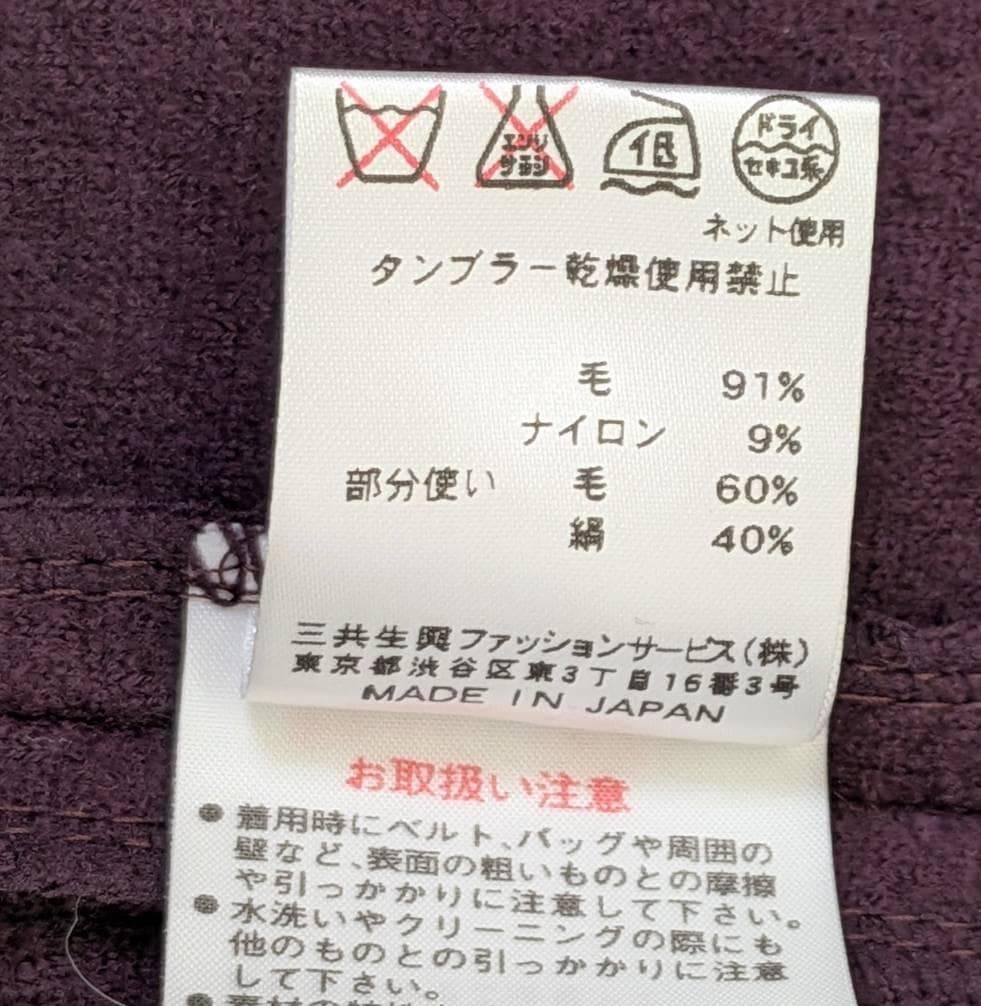 エンソ
サラシ
低
ドライ
セキユ系
ネット使用
タンブラー乾燥使用禁止
毛 91%
ナイロン 9%
部分使い 毛 60%
絹 40%
三共生興ファッションサービス(株)
東京都渋谷区東3丁目16番3号
MADE IN JAPAN
お取扱い注意
● 着用時にベルト、バッグや周囲の
壁など、表面の粗いものとの摩擦
や引っかかりに注意して下さい。
● 水洗いやクリーニングの際にも
他のものとの引っかかりに注意
して下さい。
● 素材の特性